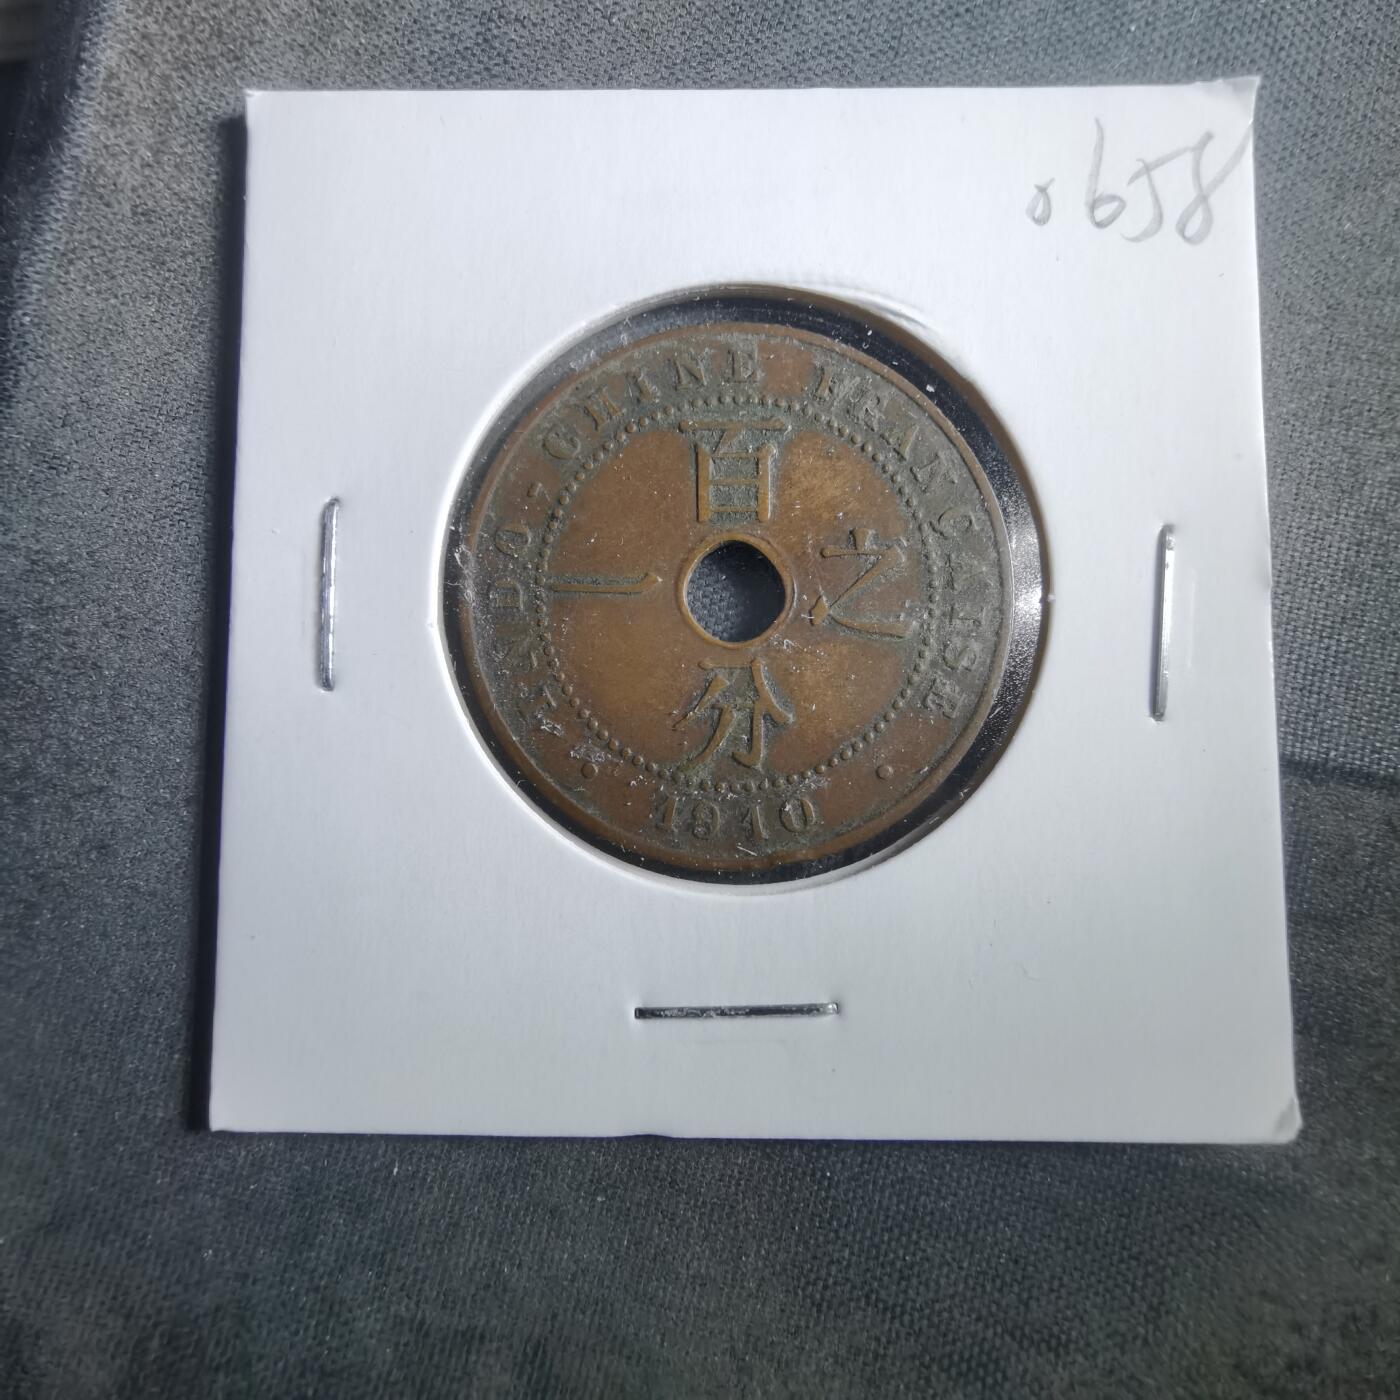 0658
INDO-CHINE FRANÇAISE
百
之
分
一
• 1910 •